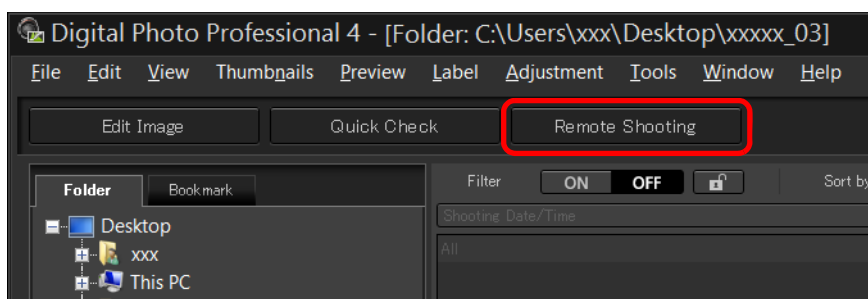 Digital Photo Professional 4 - [Folder: C:\Users\xxx\Desktop\xxxxx_03]
File Edit View Thumbnails Preview Label Adjustment Tools Window Help
Edit Image Quick Check Remote Shooting
Folder Bookmark Filter ON OFF Sort by
Shooting Date/Time
Desktop
All
xxx
This PC